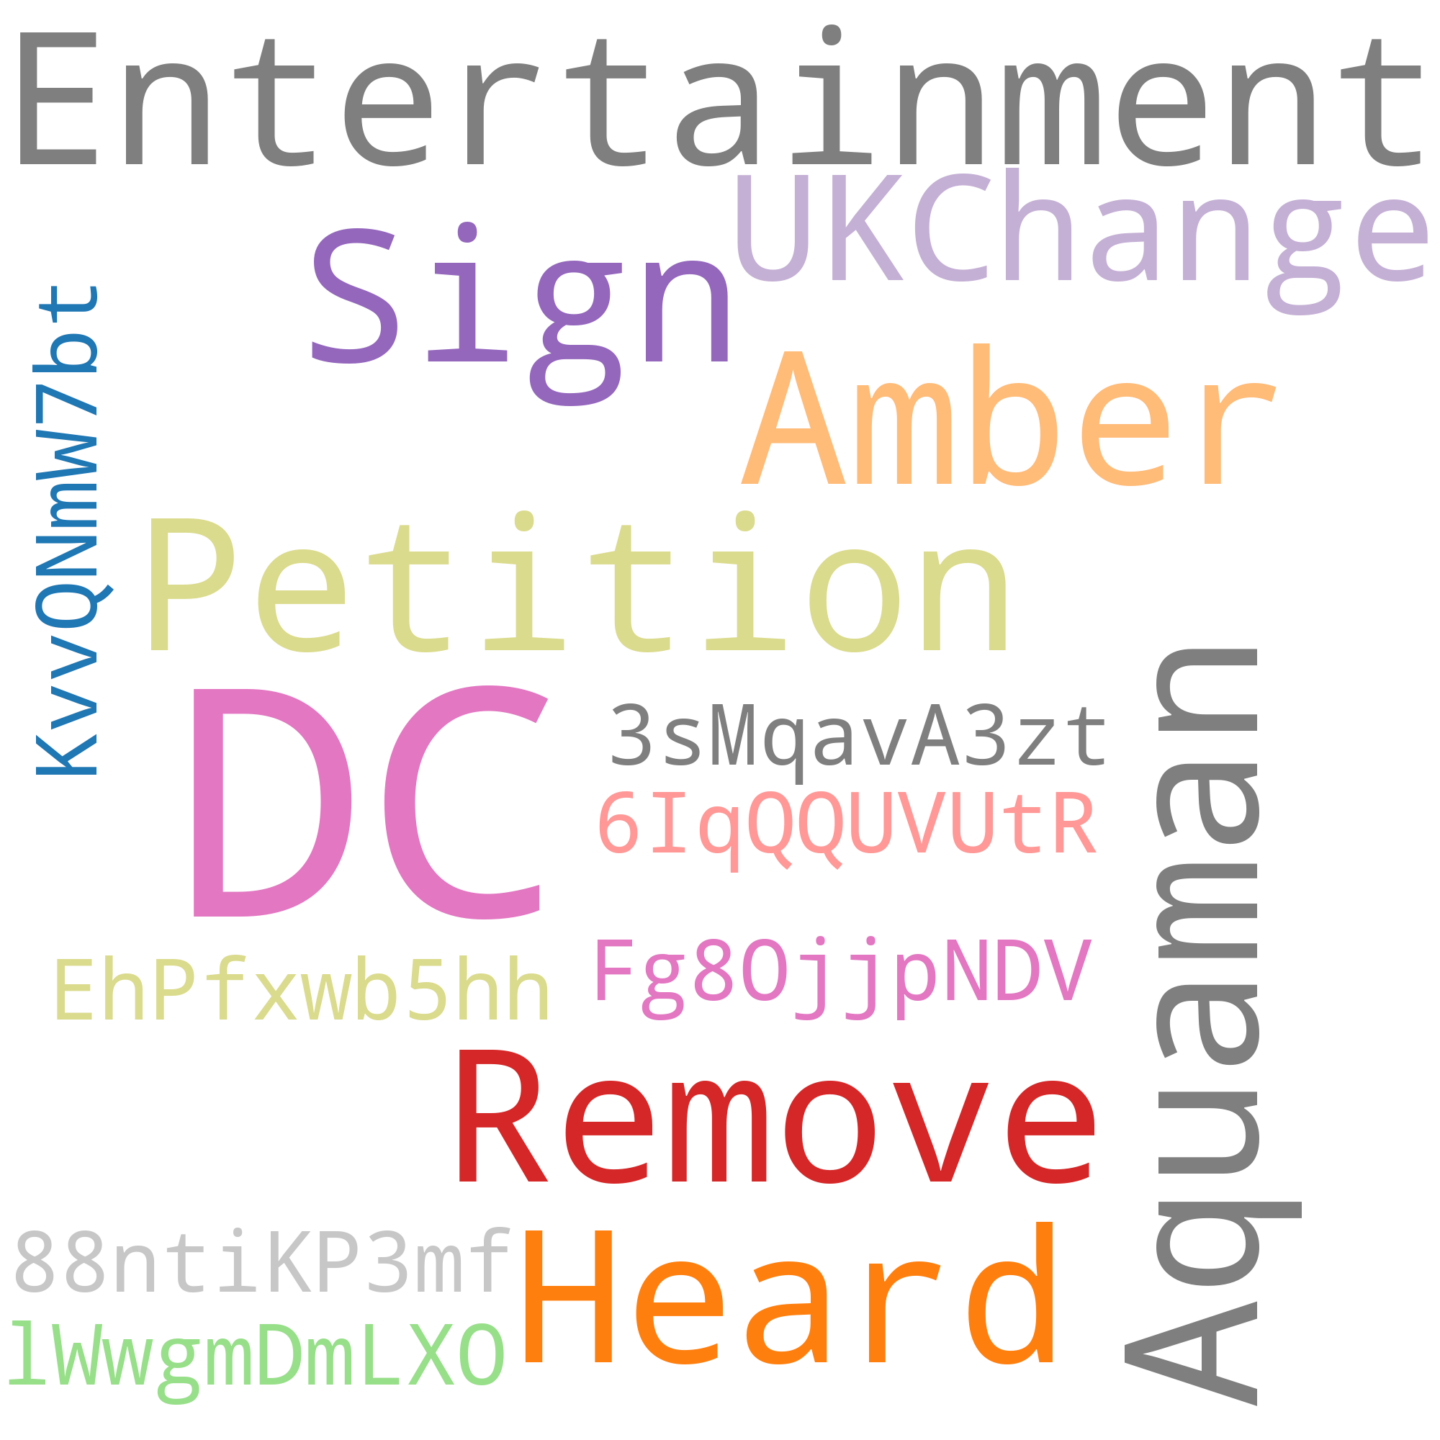 Entertainment
UKChange
Sign
KvvQNmW7bt
Amber
Petition
DC
3sMqavA3zt
6IqQQUVUtR
Aquaman
EhPfxwb5hh
Fg8OjjpNDV
Remove
88ntiKP3mf
Heard
lWwgmDmLXO